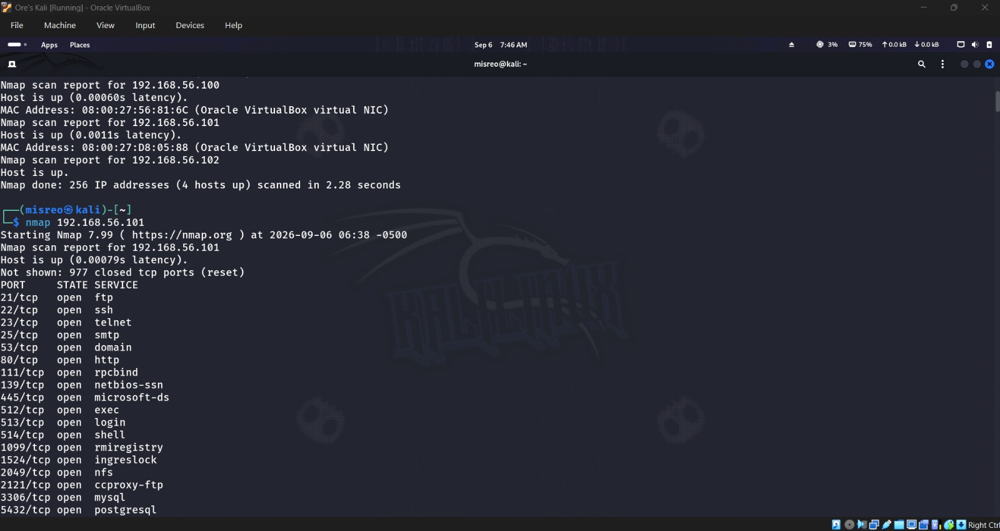 Ore's Kali [Running] - Oracle VirtualBox
File Machine View Input Devices Help
Apps Places Sep 6 7:46 AM 3% 75% ↑0.0 kB ↓0.0 kB
misreo@kali: ~
Nmap scan report for 192.168.56.100
Host is up (0.00060s latency).
MAC Address: 08:00:27:56:81:6C (Oracle VirtualBox virtual NIC)
Nmap scan report for 192.168.56.101
Host is up (0.0011s latency).
MAC Address: 08:00:27:D8:05:88 (Oracle VirtualBox virtual NIC)
Nmap scan report for 192.168.56.102
Host is up.
Nmap done: 256 IP addresses (4 hosts up) scanned in 2.28 seconds
┌──(misreo㉿kali)-[~]
└─$ nmap 192.168.56.101
Starting Nmap 7.99 ( https://nmap.org ) at 2026-09-06 06:38 -0500
Nmap scan report for 192.168.56.101
Host is up (0.00079s latency).
Not shown: 977 closed tcp ports (reset)
PORT STATE SERVICE
21/tcp open ftp
22/tcp open ssh
23/tcp open telnet
25/tcp open smtp
53/tcp open domain
80/tcp open http
111/tcp open rpcbind
139/tcp open netbios-ssn
445/tcp open microsoft-ds
512/tcp open exec
513/tcp open login
514/tcp open shell
1099/tcp open rmiregistry
1524/tcp open ingreslock
2049/tcp open nfs
2121/tcp open ccproxy-ftp
3306/tcp open mysql
5432/tcp open postgresql
KALI LINUX
Right Ctrl